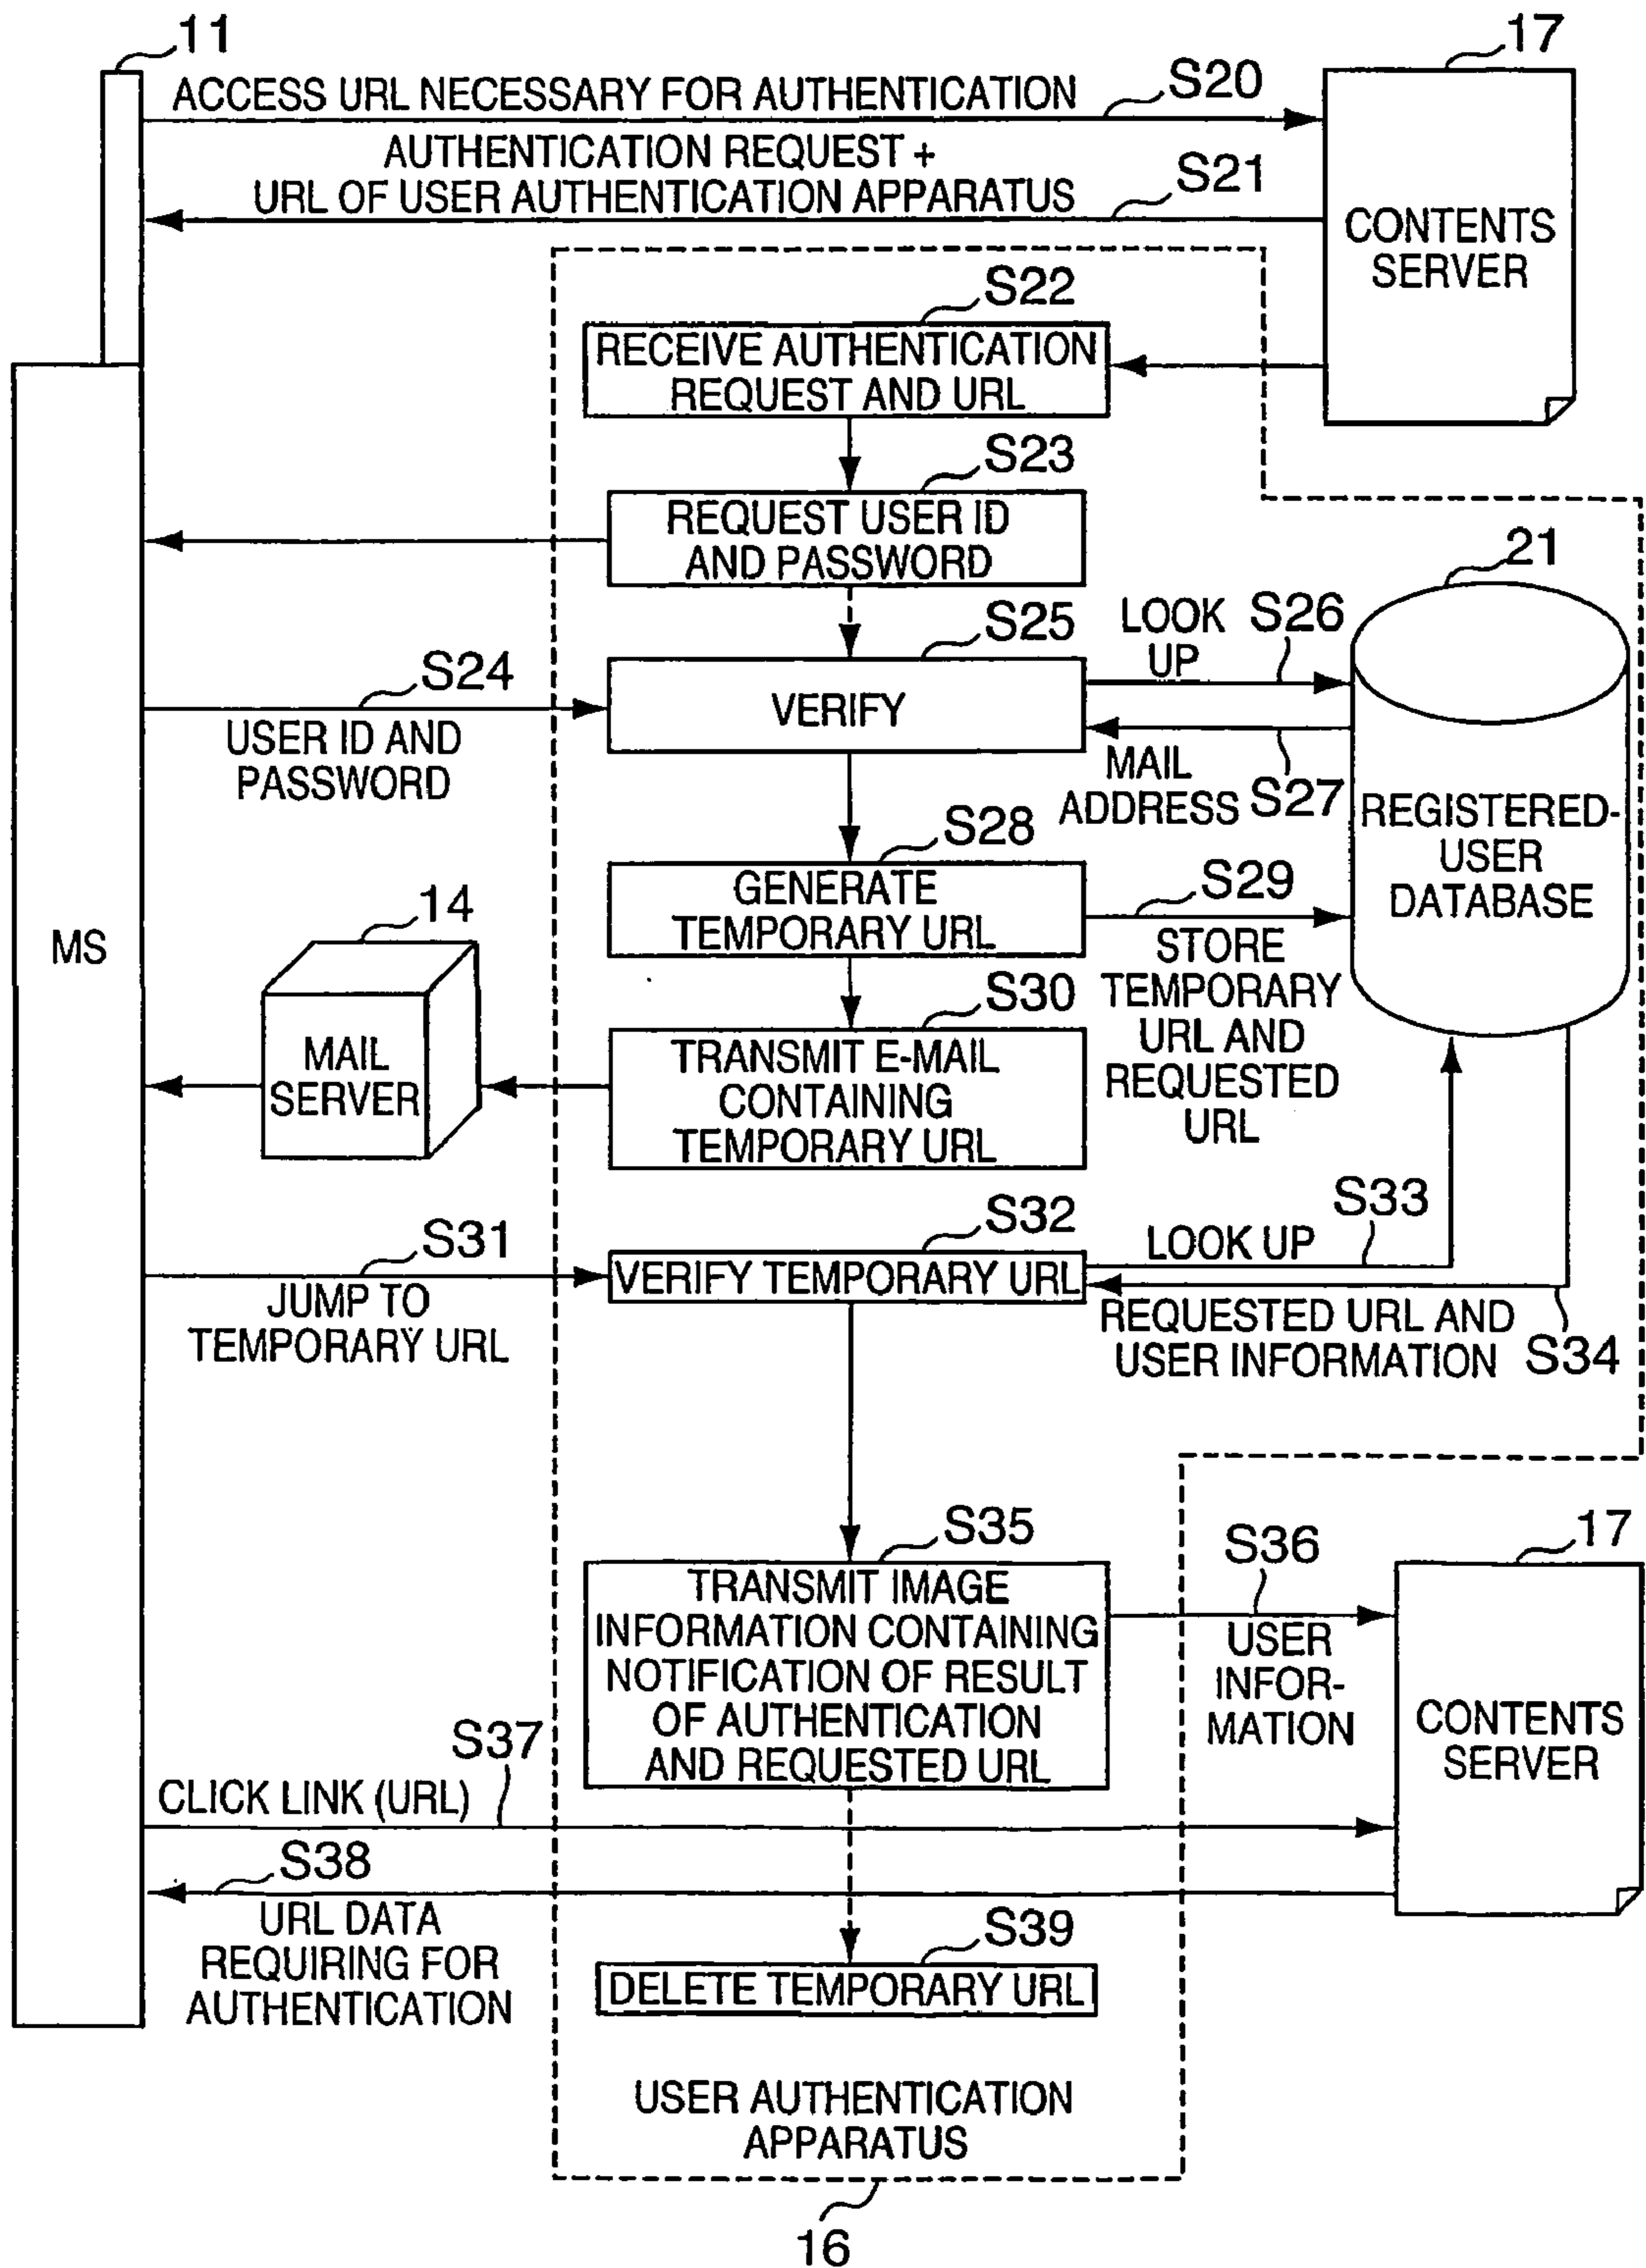 11
17
ACCESS URL NECESSARY FOR AUTHENTICATION
S20
AUTHENTICATION REQUEST +
URL OF USER AUTHENTICATION APPARATUS
S21
CONTENTS
SERVER
S22
RECEIVE AUTHENTICATION
REQUEST AND URL
S23
REQUEST USER ID
AND PASSWORD
21
S24
USER ID AND
PASSWORD
S25
VERIFY
LOOK
UP
S26
MAIL
ADDRESS
S27
REGISTERED-
USER
DATABASE
S28
GENERATE
TEMPORARY URL
S29
STORE
TEMPORARY
URL AND
REQUESTED
URL
MS
14
MAIL
SERVER
S30
TRANSMIT E-MAIL
CONTAINING
TEMPORARY URL
S31
JUMP TO
TEMPORARY URL
S32
VERIFY TEMPORARY URL
S33
LOOK UP
REQUESTED URL AND
USER INFORMATION
S34
S35
TRANSMIT IMAGE
INFORMATION CONTAINING
NOTIFICATION OF RESULT
OF AUTHENTICATION
AND REQUESTED URL
S36
USER
INFOR-
MATION
17
CONTENTS
SERVER
S37
CLICK LINK (URL)
S38
URL DATA
REQUIRING FOR
AUTHENTICATION
S39
DELETE TEMPORARY URL
USER AUTHENTICATION
APPARATUS
16